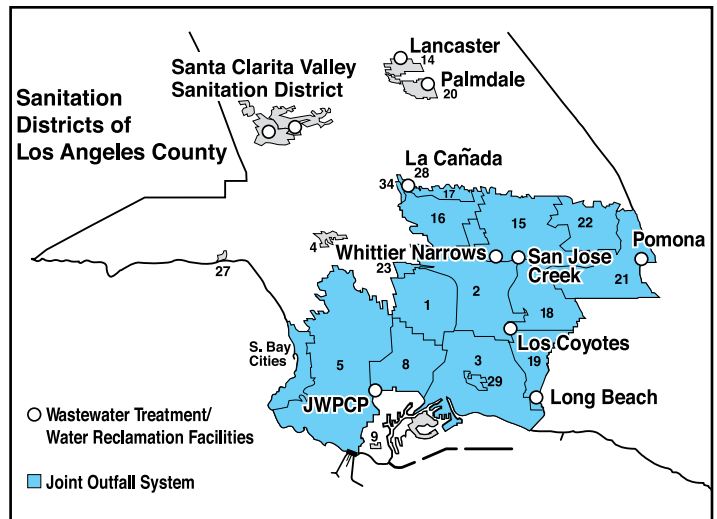 Lancaster
14
Palmdale
20
Santa Clarita Valley
Sanitation District
Sanitation
Districts of
Los Angeles County
La Cañada
28
34
17
16
15
22
4
Whittier Narrows
San Jose
Creek
Pomona
21
27
23
1
2
18
Los Coyotes
S. Bay
Cities
5
8
3
19
29
JWPCP
Long Beach
9
Wastewater Treatment/
Water Reclamation Facilities
Joint Outfall System